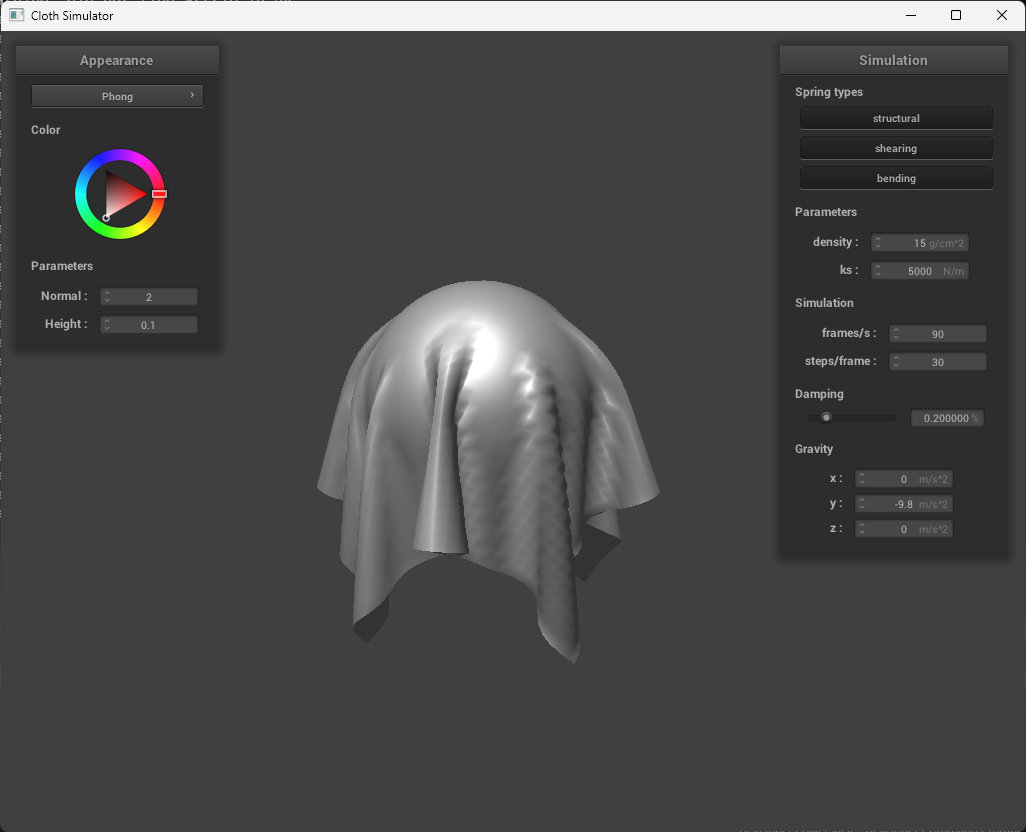 Cloth Simulator
Appearance
Phong
Color
Parameters
Normal : 2
Height : 0.1
Simulation
Spring types
structural
shearing
bending
Parameters
density : 15 g/cm^2
ks : 5000 N/m
Simulation
frames/s : 90
steps/frame : 30
Damping
0.200000 %
Gravity
x : 0 m/s^2
y : -9.8 m/s^2
z : 0 m/s^2